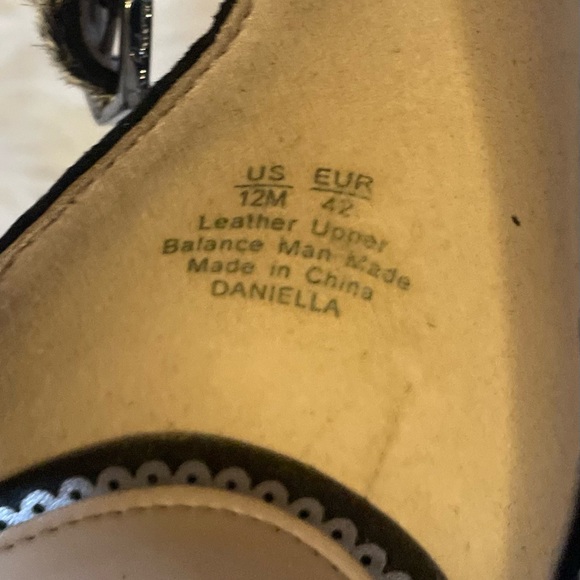 US EUR
12M 42
Leather Upper
Balance Man Made
Made in China
DANIELLA